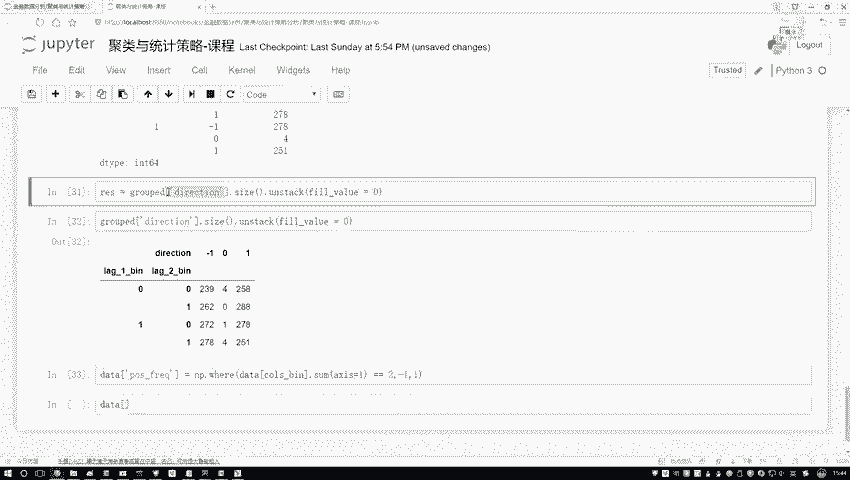 jupyter 聚类与统计策略-课程 Last Checkpoint: Last Sunday at 5:54 PM (unsaved changes)
Logout
File Edit View Insert Cell Kernel Widgets Help
Trusted Python 3
Code
1 278
1 -1 278
0 4
1 251
dtype: int64
In [31] res = grouped['direction'].size().unstack(fill_value = 0)
In [32] grouped['direction'].size().unstack(fill_value = 0)
Out[32]:
direction -1 0 1
lag_1_bin lag_2_bin
0 0 239 4 258
1 262 0 288
1 0 272 1 278
1 278 4 251
In [33] data['pos_freq'] = np.where(data[cols_bin].sum(axis=1) == 2,-1,1)
In [ ] data[]
15:44